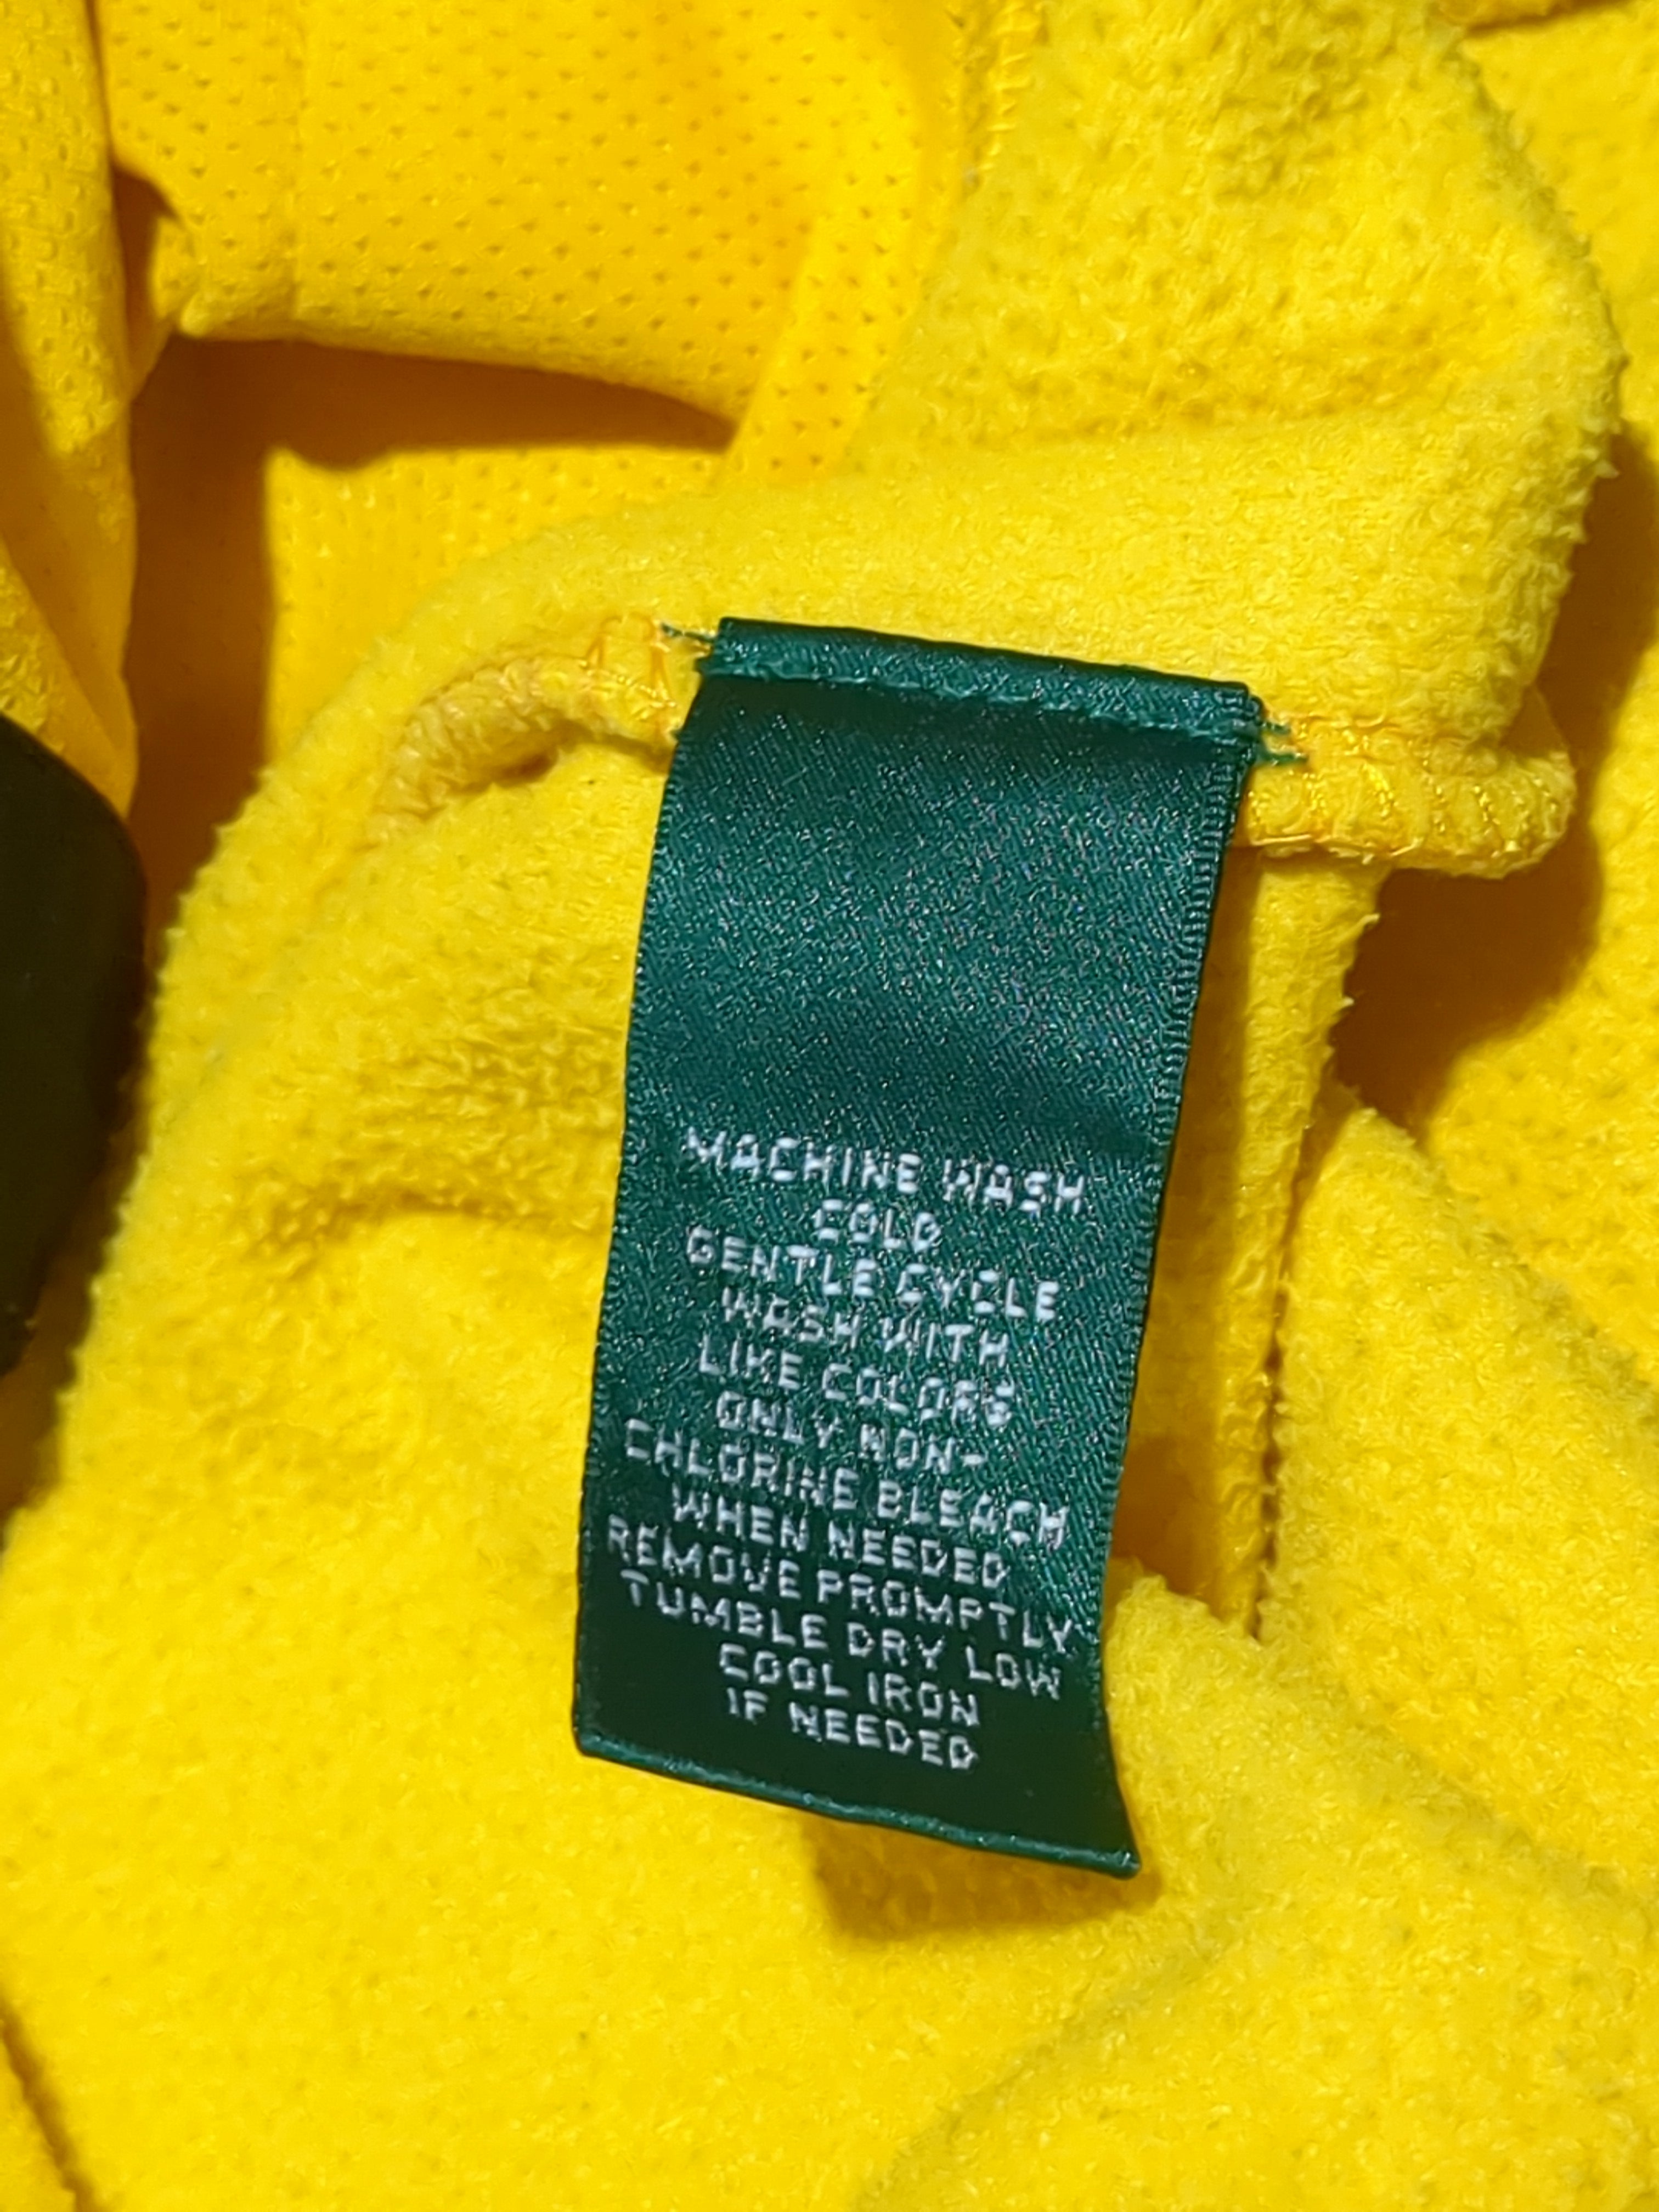 MACHINE WASH
COLD
GENTLE CYCLE
WASH WITH
LIKE COLORS
ONLY NON-
CHLORINE BLEACH
WHEN NEEDED
REMOVE PROMPTLY
TUMBLE DRY LOW
COOL IRON
IF NEEDED